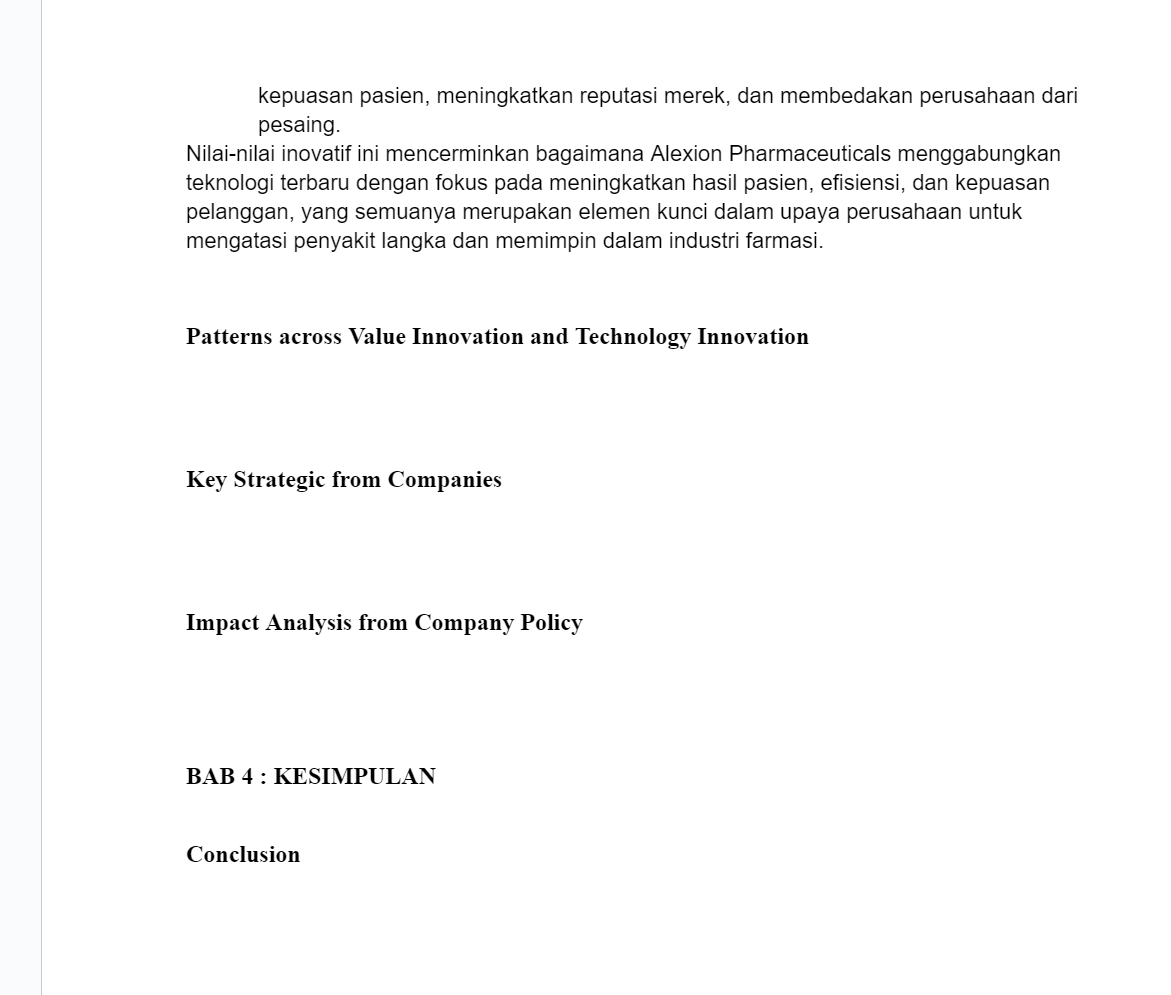 kepuasan pasien, meningkatkan reputasi merek, dan membedakan perusahaan dari
pesaing.
Nilai-nilai inovatif ini mencerminkan bagaimana Alexion Pharmaceuticals menggabungkan
teknologi terbaru dengan fokus pada meningkatkan hasil pasien, efisiensi, dan kepuasan
pelanggan, yang semuanya merupakan elemen kunci dalam upaya perusahaan untuk
mengatasi penyakit langka dan memimpin dalam industri farmasi.
Patterns across Value Innovation and Technology Innovation
Key Strategic from Companies
Impact Analysis from Company Policy
BAB 4 : KESIMPULAN
Conclusion